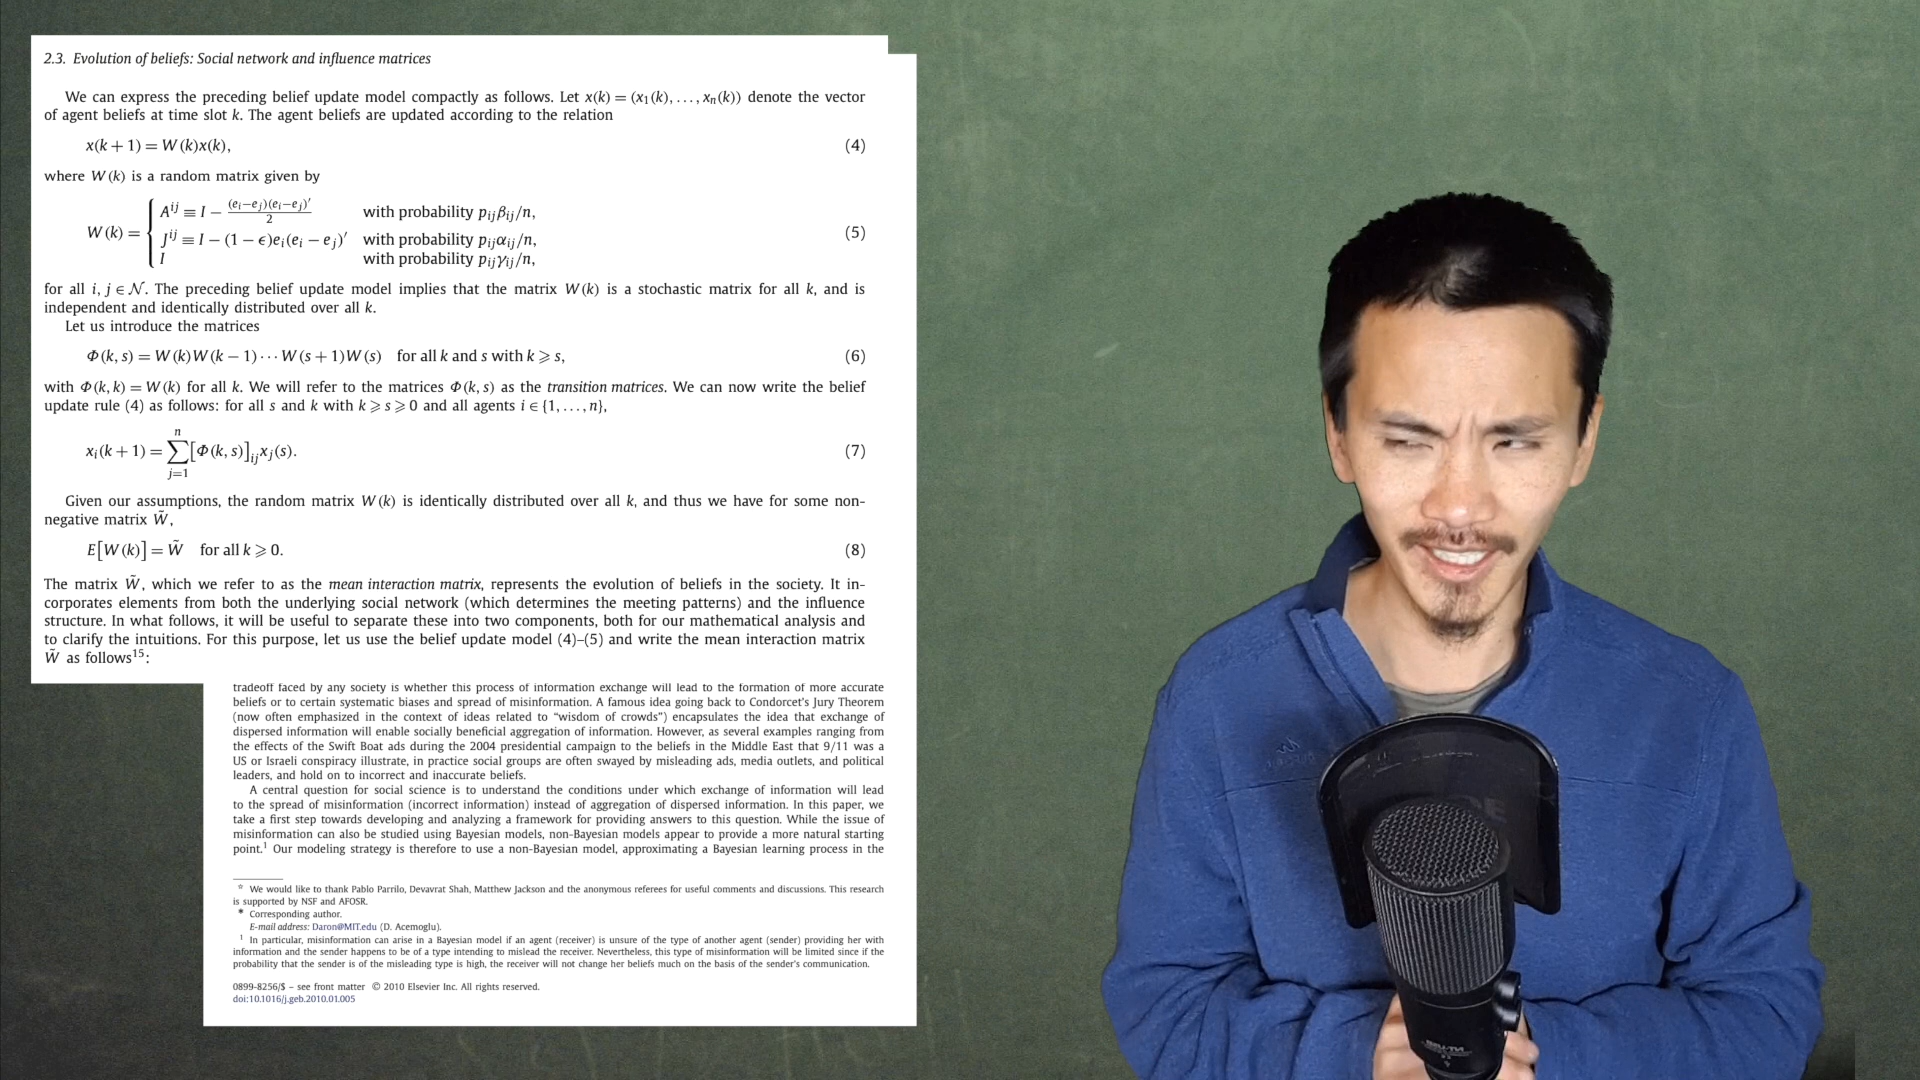 2.3. Evolution of beliefs: Social network and influence matrices
We can express the preceding belief update model compactly as follows. Let x(k) = (x₁(k), . . . , xₙ(k)) denote the vector
of agent beliefs at time slot k. The agent beliefs are updated according to the relation
x(k + 1) = W(k)x(k), (4)
where W(k) is a random matrix given by
W(k) = { Aⁱʲ ≡ I − (eᵢ−eⱼ)(eᵢ−eⱼ)′/2 with probability pᵢⱼβᵢⱼ/n,
Jⁱʲ ≡ I − (1 − ϵ)eᵢ(eᵢ − eⱼ)′ with probability pᵢⱼαᵢⱼ/n, (5)
I with probability pᵢⱼγᵢⱼ/n,
for all i, j ∈ 𝒩. The preceding belief update model implies that the matrix W(k) is a stochastic matrix for all k, and is
independent and identically distributed over all k.
Let us introduce the matrices
Φ(k, s) = W(k)W(k − 1) · · · W(s + 1)W(s) for all k and s with k ⩾ s, (6)
with Φ(k, k) = W(k) for all k. We will refer to the matrices Φ(k, s) as the transition matrices. We can now write the belief
update rule (4) as follows: for all s and k with k ⩾ s ⩾ 0 and all agents i ∈ {1, . . . , n},
xᵢ(k + 1) = ∑ⁿⱼ₌₁ [Φ(k, s)]ᵢⱼxⱼ(s). (7)
Given our assumptions, the random matrix W(k) is identically distributed over all k, and thus we have for some non-
negative matrix W̃,
E[W(k)] = W̃ for all k ⩾ 0. (8)
The matrix W̃, which we refer to as the mean interaction matrix, represents the evolution of beliefs in the society. It in-
corporates elements from both the underlying social network (which determines the meeting patterns) and the influence
structure. In what follows, it will be useful to separate these into two components, both for our mathematical analysis and
to clarify the intuitions. For this purpose, let us use the belief update model (4)–(5) and write the mean interaction matrix
W̃ as follows¹⁵:
tradeoff faced by any society is whether this process of information exchange will lead to the formation of more accurate
beliefs or to certain systematic biases and spread of misinformation. A famous idea going back to Condorcet's Jury Theorem
(now often emphasized in the context of ideas related to "wisdom of crowds") encapsulates the idea that exchange of
dispersed information will enable socially beneficial aggregation of information. However, as several examples ranging from
the effects of the Swift Boat ads during the 2004 presidential campaign to the beliefs in the Middle East that 9/11 was a
US or Israeli conspiracy illustrate, in practice social groups are often swayed by misleading ads, media outlets, and political
leaders, and hold on to incorrect and inaccurate beliefs.
A central question for social science is to understand the conditions under which exchange of information will lead
to the spread of misinformation (incorrect information) instead of aggregation of dispersed information. In this paper, we
take a first step towards developing and analyzing a framework for providing answers to this question. While the issue of
misinformation can also be studied using Bayesian models, non-Bayesian models appear to provide a more natural starting
point.¹ Our modeling strategy is therefore to use a non-Bayesian model, approximating a Bayesian learning process in the
☆ We would like to thank Pablo Parrilo, Devavrat Shah, Matthew Jackson and the anonymous referees for useful comments and discussions. This research
is supported by NSF and AFOSR.
* Corresponding author.
E-mail address: Daron@MIT.edu (D. Acemoglu).
¹ In particular, misinformation can arise in a Bayesian model if an agent (receiver) is unsure of the type of another agent (sender) providing her with
information and the sender happens to be of a type intending to mislead the receiver. Nevertheless, this type of misinformation will be limited since if the
probability that the sender is of the misleading type is high, the receiver will not change her beliefs much on the basis of the sender's communication.
0899-8256/$ – see front matter © 2010 Elsevier Inc. All rights reserved.
doi:10.1016/j.geb.2010.01.005